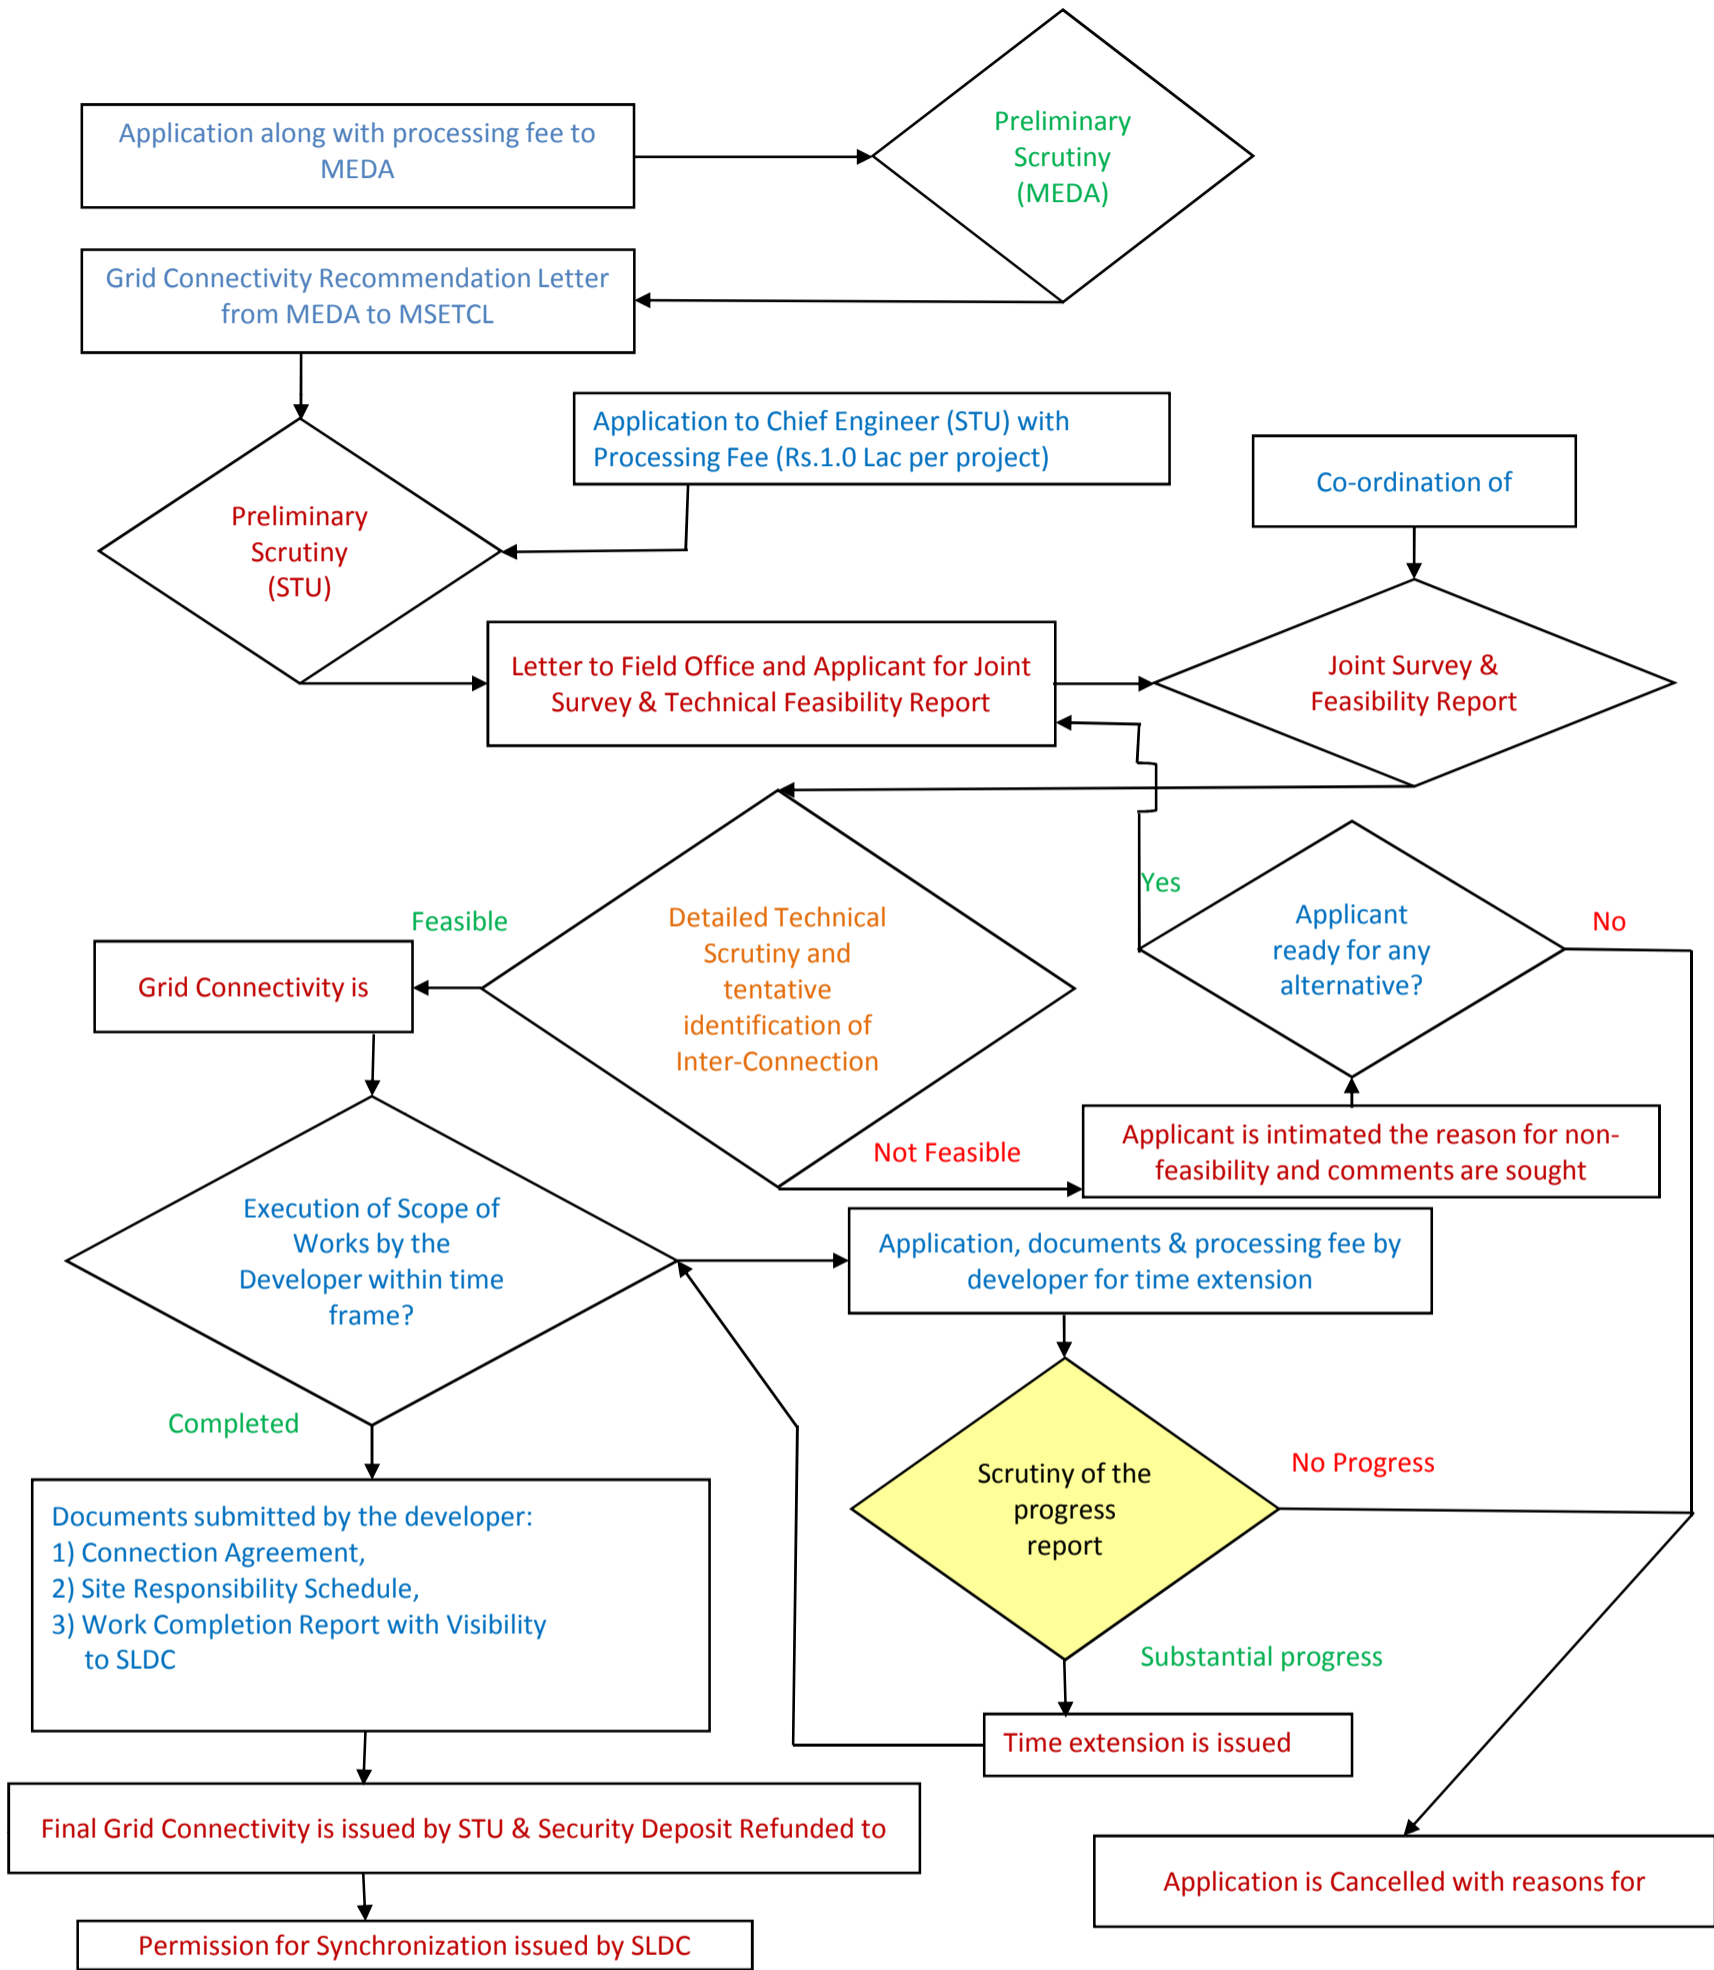 Application along with processing fee to
MEDA
Preliminary
Scrutiny
(MEDA)
Grid Connectivity Recommendation Letter
from MEDA to MSETCL
Application to Chief Engineer (STU) with
Processing Fee (Rs.1.0 Lac per project)
Co-ordination of
Preliminary
Scrutiny
(STU)
Letter to Field Office and Applicant for Joint
Survey & Technical Feasibility Report
Joint Survey &
Feasibility Report
Yes
Applicant
ready for any
alternative?
No
Feasible
Detailed Technical
Scrutiny and
tentative
identification of
Inter-Connection
Grid Connectivity is
Not Feasible
Applicant is intimated the reason for non-
feasibility and comments are sought
Execution of Scope of
Works by the
Developer within time
frame?
Application, documents & processing fee by
developer for time extension
Completed
Scrutiny of the
progress
report
No Progress
Documents submitted by the developer:
1) Connection Agreement,
2) Site Responsibility Schedule,
3) Work Completion Report with Visibility
to SLDC
Substantial progress
Time extension is issued
Final Grid Connectivity is issued by STU & Security Deposit Refunded to
Application is Cancelled with reasons for
Permission for Synchronization issued by SLDC